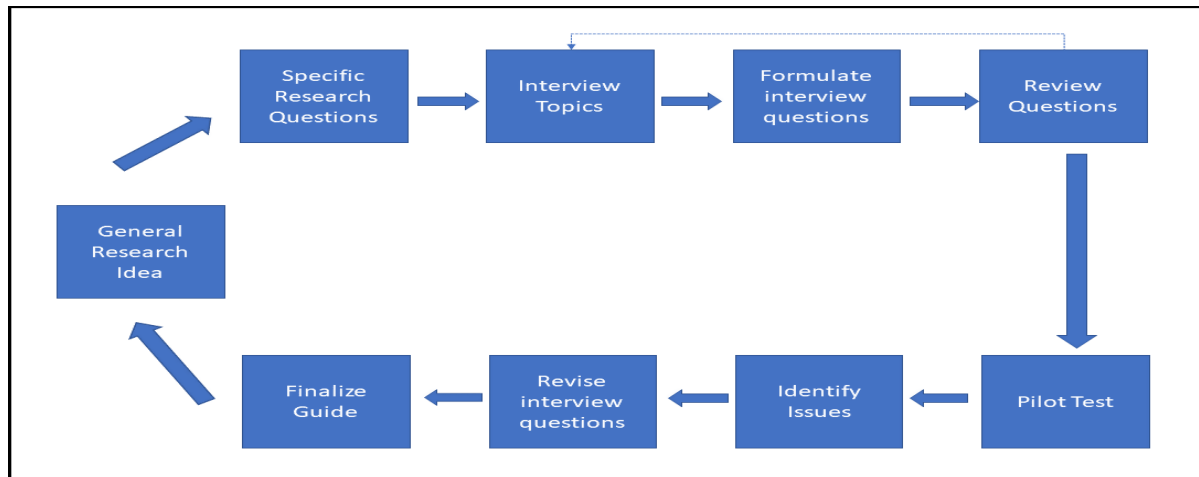 Specific
Research
Questions
Interview
Topics
Formulate
interview
questions
Review
Questions
General
Research
Idea
Finalize
Guide
Revise
interview
questions
Identify
Issues
Pilot Test